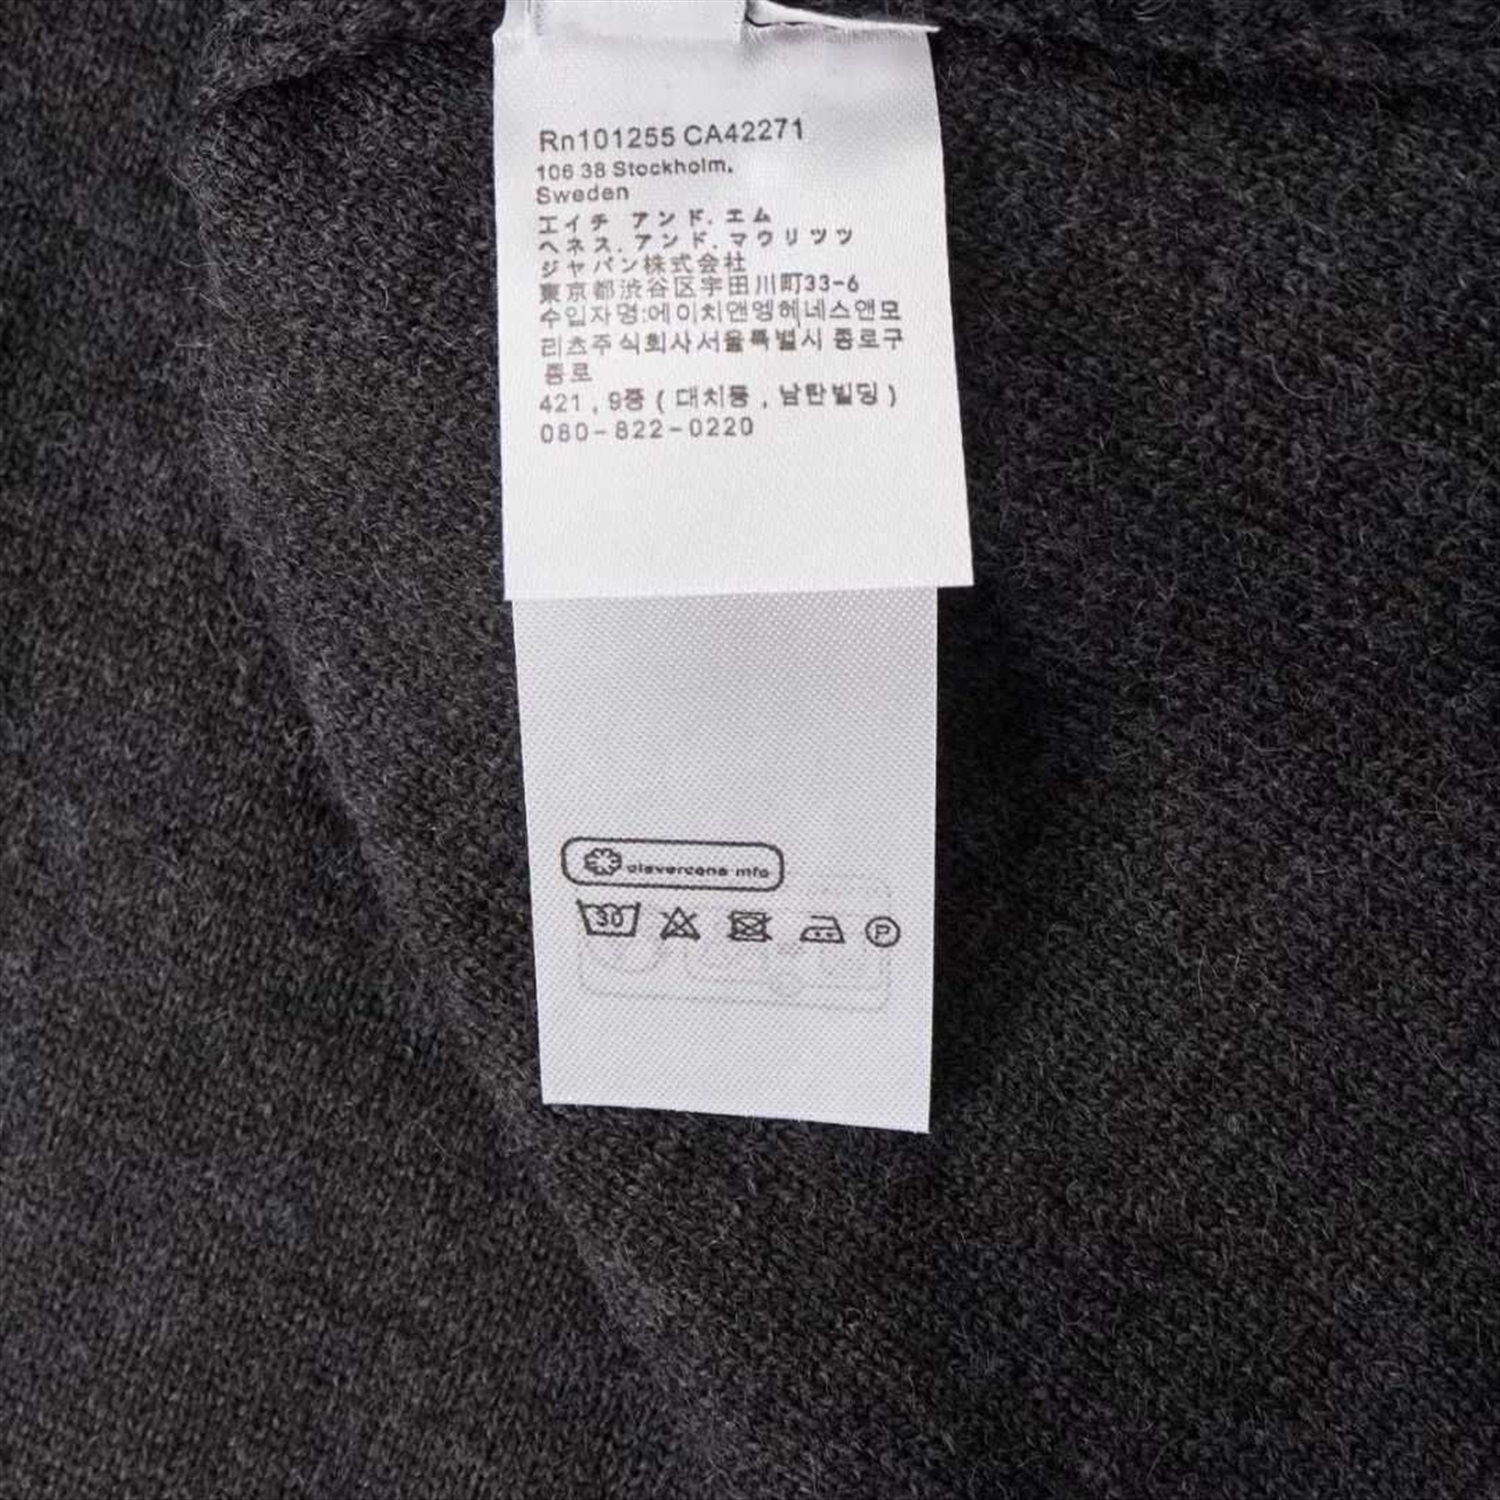 Rn101255 CA42271
106 38 Stockholm,
Sweden
エイチ アンド. エム
ヘネス. アンド. マウリッツ
ジャパン株式会社
東京都渋谷区宇田川町33-6
수입자명:에이치앤엥헤네스앤모
리츠주식회사서울특별시 종로구
종로
421 , 9층 ( 대치동 , 남탄빌딩 )
080-822-0220
clevercare mfo
30
P